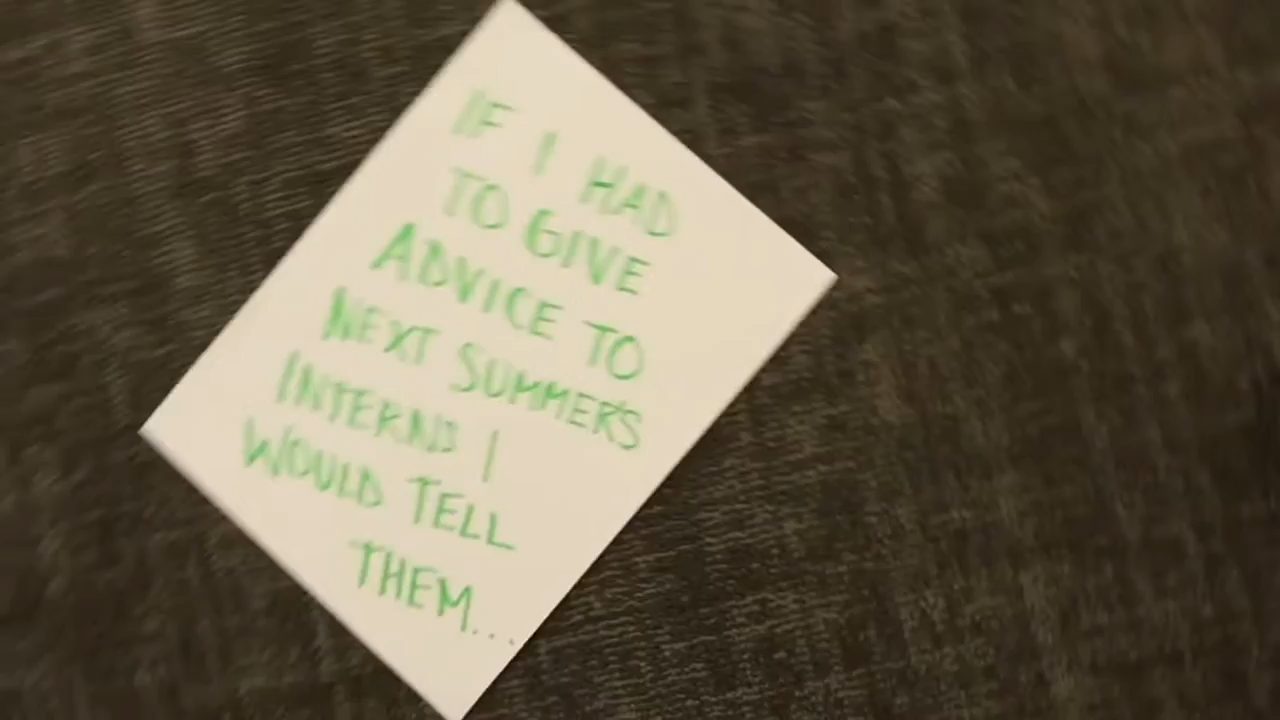 IF I HAD
TO GIVE
ADVICE TO
NEXT SUMMER'S
INTERNS I
WOULD TELL
THEM...